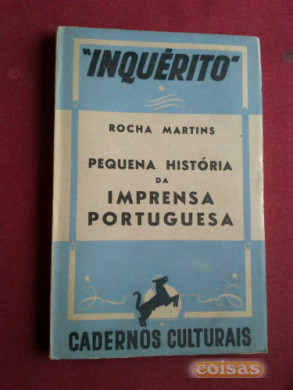 "INQUÉRITO"
ROCHA MARTINS
PEQUENA HISTÓRIA
DA
IMPRENSA
PORTUGUESA
CADERNOS CULTURAIS
coisas